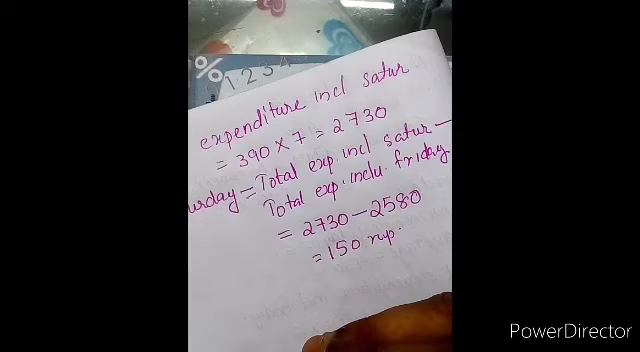 % 1 2 3 4
expenditure incl satur
= 390 × 7 = 2730
urday = Total exp. incl satur —
Total exp. inclu. friday
= 2730 – 2580
= 150 rup.
PowerDirector